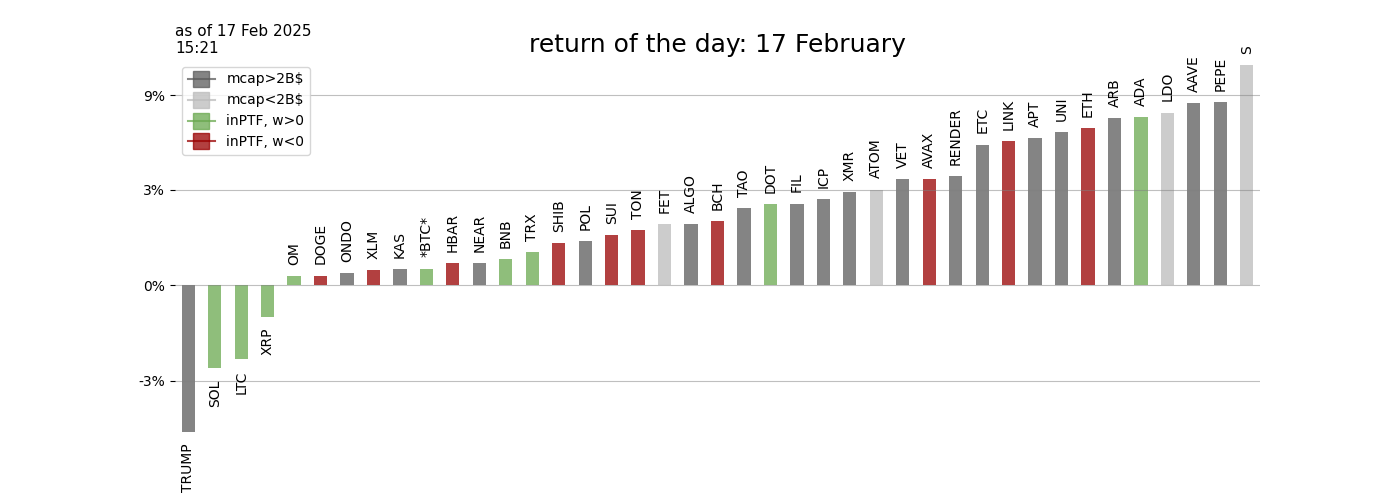 as of 17 Feb 2025
15:21
return of the day: 17 February
mcap>2B$
mcap<2B$
inPTF, w>0
inPTF, w<0
9%
3%
0%
-3%
TRUMP
SOL
LTC
XRP
OM
DOGE
ONDO
XLM
KAS
*BTC*
HBAR
NEAR
BNB
TRX
SHIB
POL
SUI
TON
FET
ALGO
BCH
TAO
DOT
FIL
ICP
XMR
ATOM
VET
AVAX
RENDER
ETC
LINK
APT
UNI
ETH
ARB
ADA
LDO
AAVE
PEPE
S